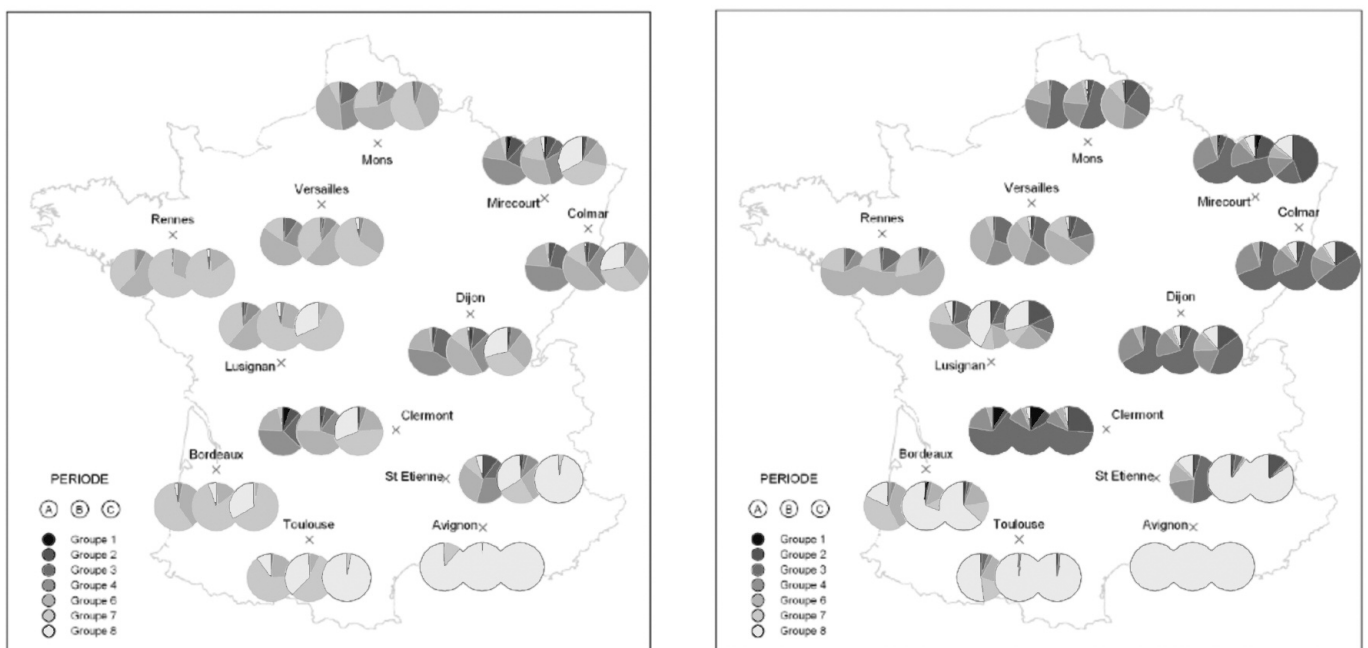 Mons
Versailles
Mirecourt
Rennes
Colmar
Dijon
Lusignan
Clermont
Bordeaux
St Etienne
PERIODE
A B C
Toulouse
Avignon
Groupe 1
Groupe 2
Groupe 3
Groupe 4
Groupe 6
Groupe 7
Groupe 8
Mons
Versailles
Mirecourt
Rennes
Colmar
Dijon
Lusignan
Clermont
Bordeaux
St Etienne
PERIODE
A B C
Toulouse
Avignon
Groupe 1
Groupe 2
Groupe 3
Groupe 4
Groupe 6
Groupe 7
Groupe 8